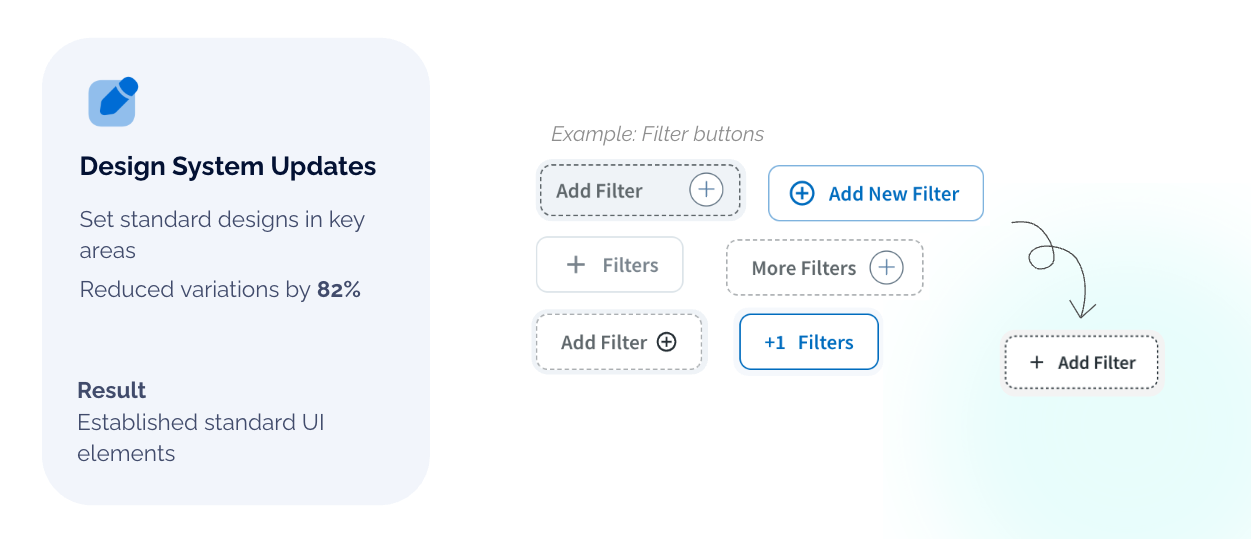 Design System Updates
Set standard designs in key
areas
Reduced variations by 82%
Result
Established standard UI
elements
Example: Filter buttons
Add Filter
Add New Filter
+ Filters
More Filters
Add Filter
+1 Filters
+ Add Filter